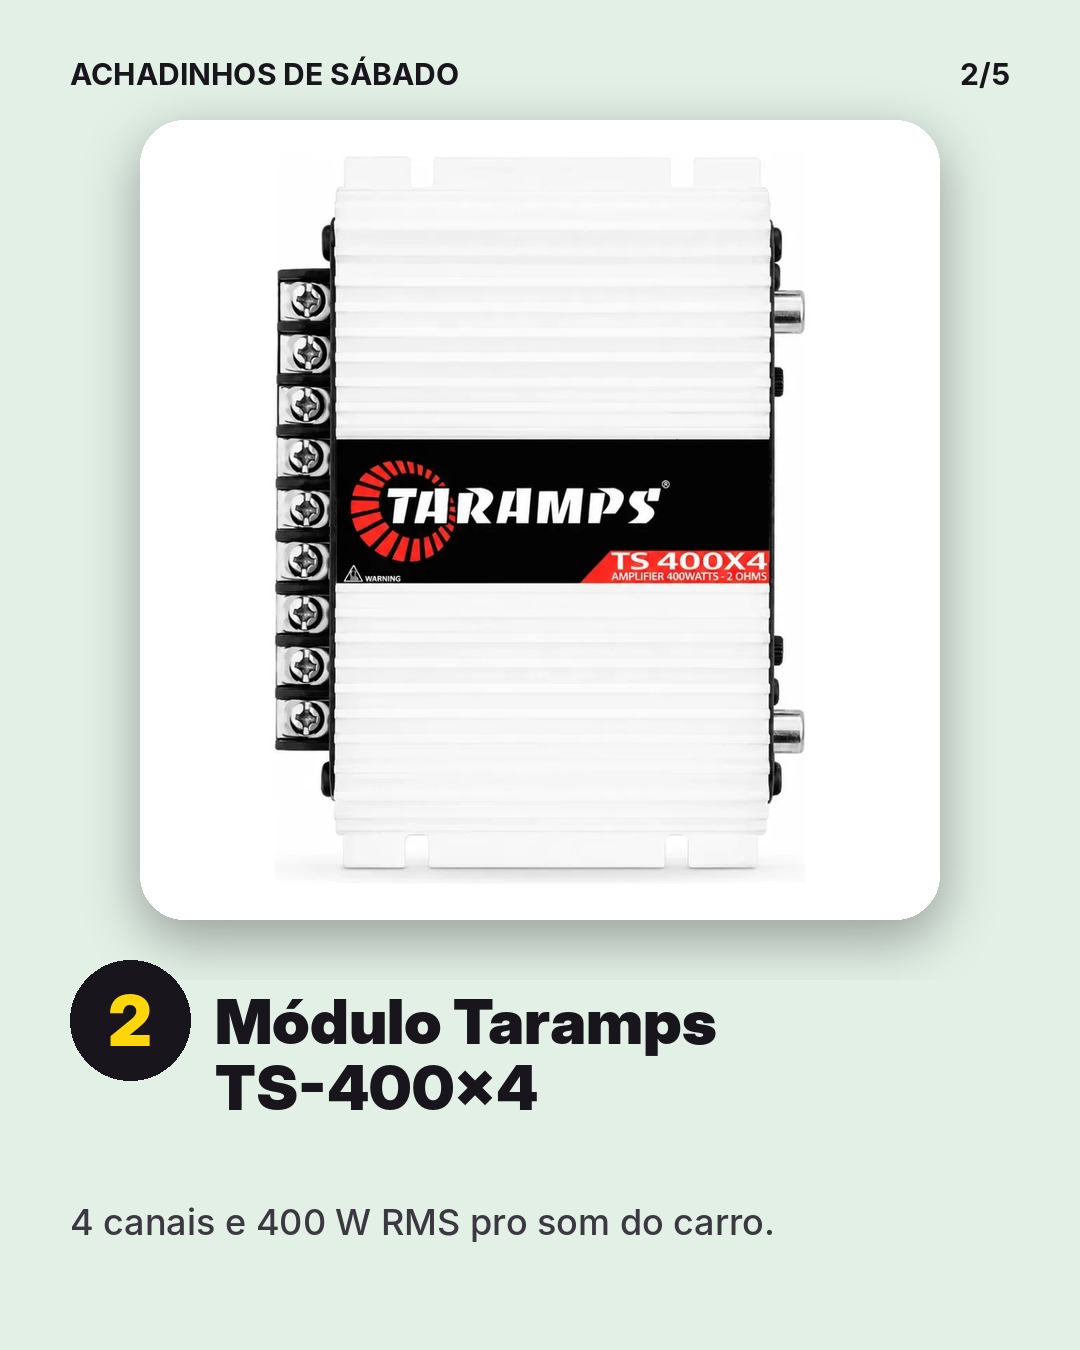 ACHADINHOS DE SÁBADO
2/5
TARAMPS®
TS 400X4
AMPLIFIER 400WATTS - 2 OHMS
WARNING
2
Módulo Taramps
TS-400×4
4 canais e 400 W RMS pro som do carro.